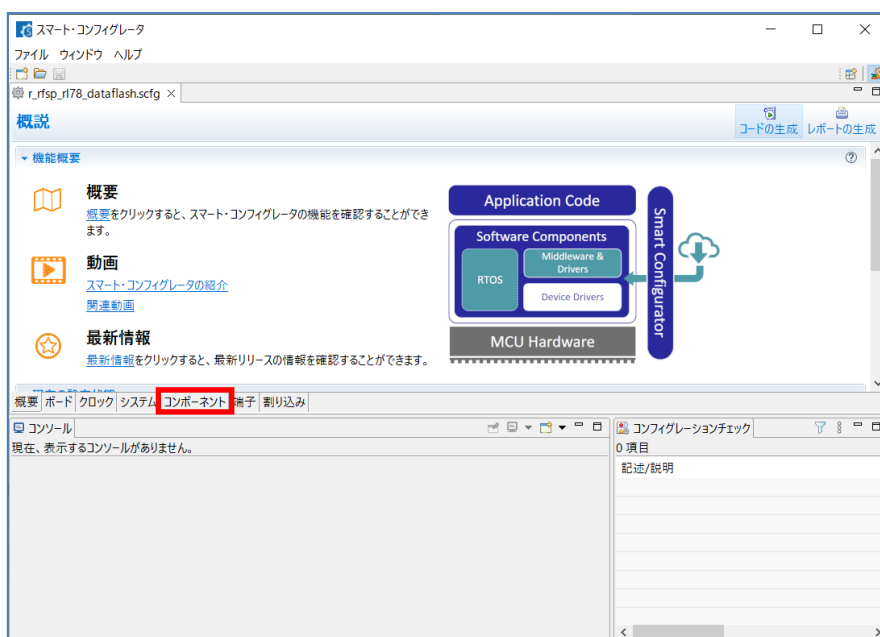 スマート・コンフィグレータ
ファイル ウィンドウ ヘルプ
r_rfsp_rl78_dataflash.scfg
概説
コードの生成 レポートの生成
機能概要
概要
概要をクリックすると、スマート・コンフィグレータの機能を確認することができ
ます。
動画
スマート・コンフィグレータの紹介
関連動画
最新情報
最新情報をクリックすると、最新リリースの情報を確認することができます。
Application Code
Software Components
RTOS
Middleware &
Drivers
Device Drivers
MCU Hardware
Smart Configurator
概要 ボード クロック システム コンポーネント 端子 割り込み
コンソール
現在、表示するコンソールがありません。
コンフィグレーションチェック
0 項目
記述/説明